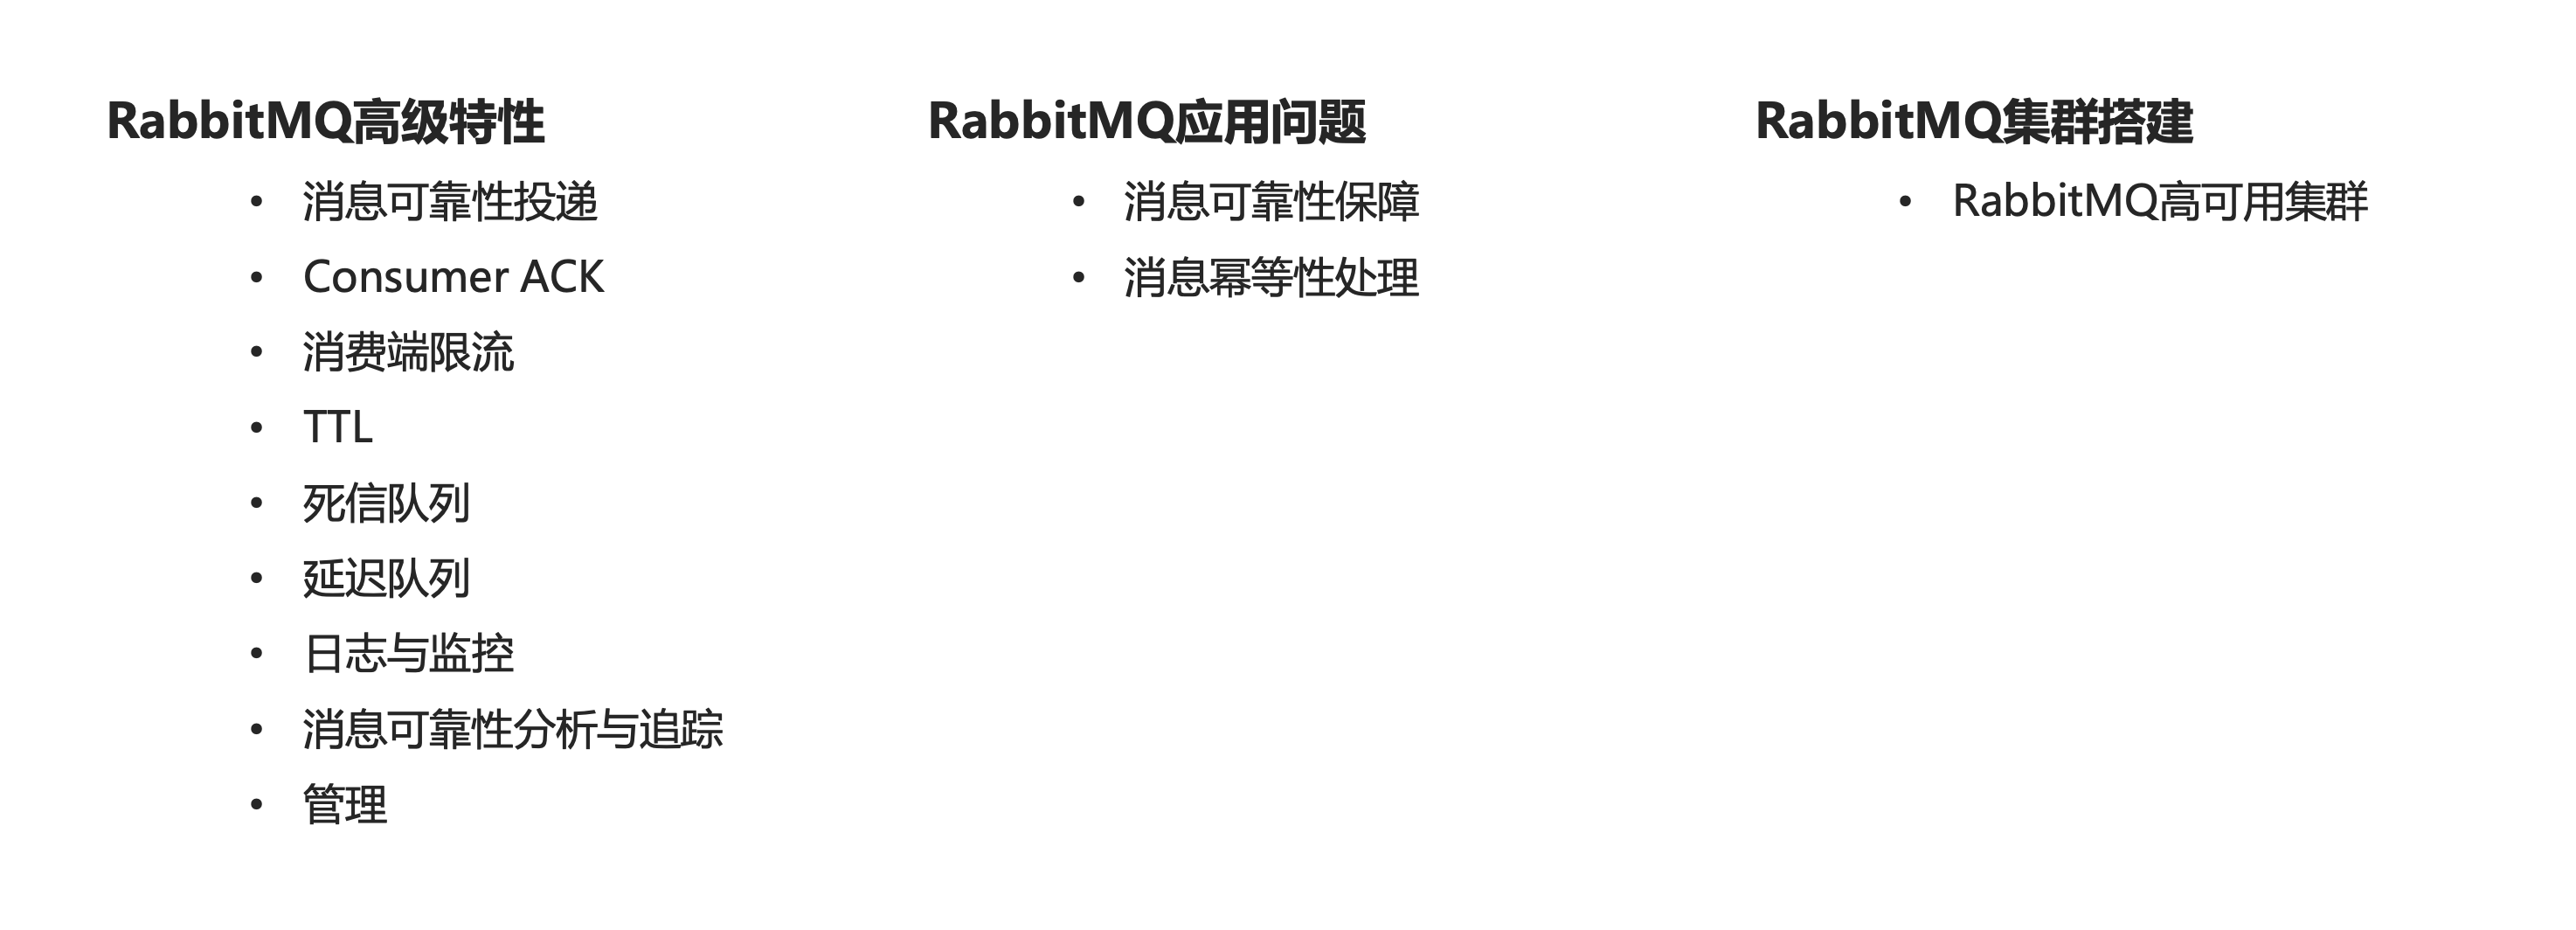 RabbitMQ高级特性
• 消息可靠性投递
• Consumer ACK
• 消费端限流
• TTL
• 死信队列
• 延迟队列
• 日志与监控
• 消息可靠性分析与追踪
• 管理
RabbitMQ应用问题
• 消息可靠性保障
• 消息幂等性处理
RabbitMQ集群搭建
• RabbitMQ高可用集群